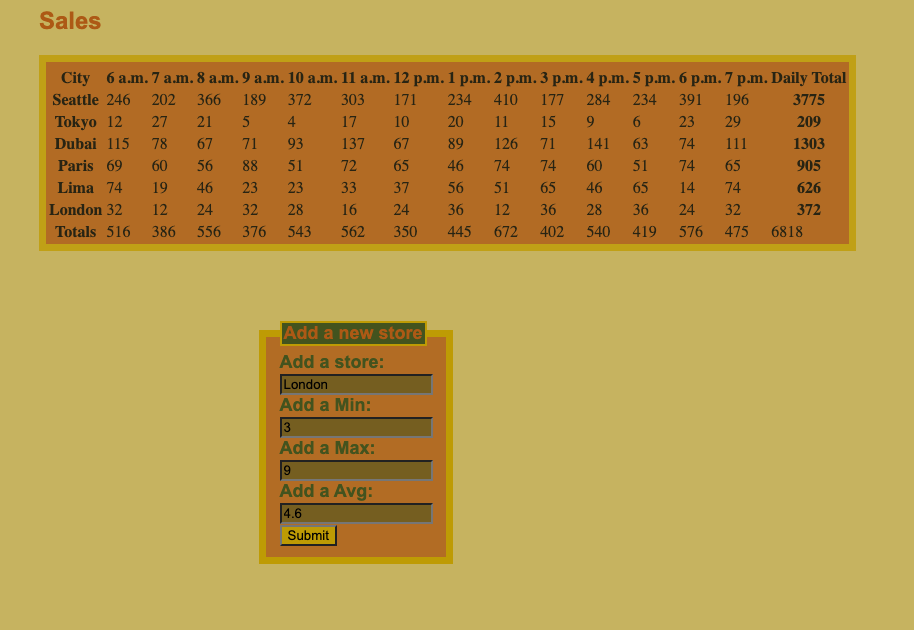 Sales
City 6 a.m. 7 a.m. 8 a.m. 9 a.m. 10 a.m. 11 a.m. 12 p.m. 1 p.m. 2 p.m. 3 p.m. 4 p.m. 5 p.m. 6 p.m. 7 p.m. Daily Total
Seattle 246 202 366 189 372 303 171 234 410 177 284 234 391 196 3775
Tokyo 12 27 21 5 4 17 10 20 11 15 9 6 23 29 209
Dubai 115 78 67 71 93 137 67 89 126 71 141 63 74 111 1303
Paris 69 60 56 88 51 72 65 46 74 74 60 51 74 65 905
Lima 74 19 46 23 23 33 37 56 51 65 46 65 14 74 626
London 32 12 24 32 28 16 24 36 12 36 28 36 24 32 372
Totals 516 386 556 376 543 562 350 445 672 402 540 419 576 475 6818
Add a new store
Add a store:
London
Add a Min:
3
Add a Max:
9
Add a Avg:
4.6
Submit